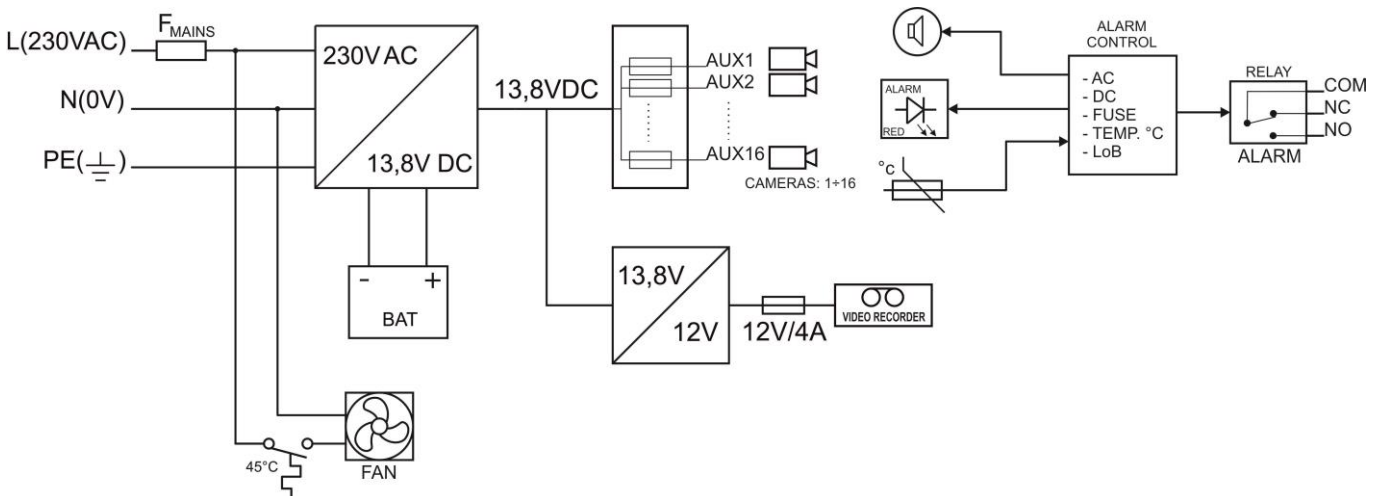 L(230VAC)
F MAINS
N(0V)
PE(⏚)
230V AC
13,8V DC
- +
BAT
45°C
FAN
13,8VDC
AUX1
AUX2
AUX16
CAMERAS: 1÷16
13,8V
12V
12V/4A
VIDEO RECORDER
ALARM
RED
°c
ALARM
CONTROL
- AC
- DC
- FUSE
- TEMP. °C
- LoB
RELAY
COM
NC
NO
ALARM